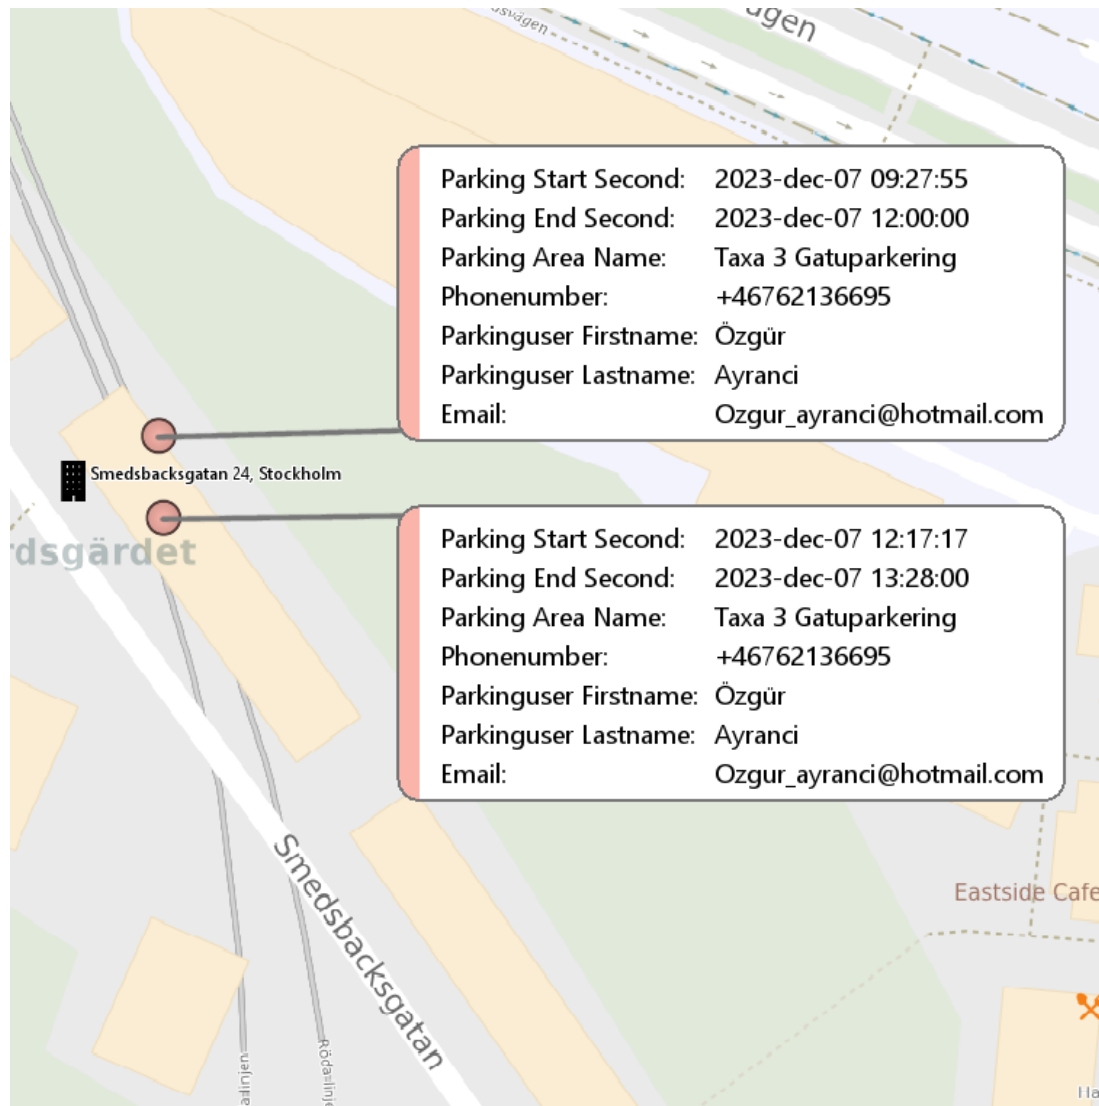 ägen
Parking Start Second: 2023-dec-07 09:27:55
Parking End Second: 2023-dec-07 12:00:00
Parking Area Name: Taxa 3 Gatuparkering
Phonenumber: +46762136695
Parkinguser Firstname: Özgür
Parkinguser Lastname: Ayranci
Email: Ozgur_ayranci@hotmail.com
Smedsbacksgatan 24, Stockholm
rdsgärdet
Parking Start Second: 2023-dec-07 12:17:17
Parking End Second: 2023-dec-07 13:28:00
Parking Area Name: Taxa 3 Gatuparkering
Phonenumber: +46762136695
Parkinguser Firstname: Özgür
Parkinguser Lastname: Ayranci
Email: Ozgur_ayranci@hotmail.com
Smedsbacksgatan
Eastside Cafe
Ha